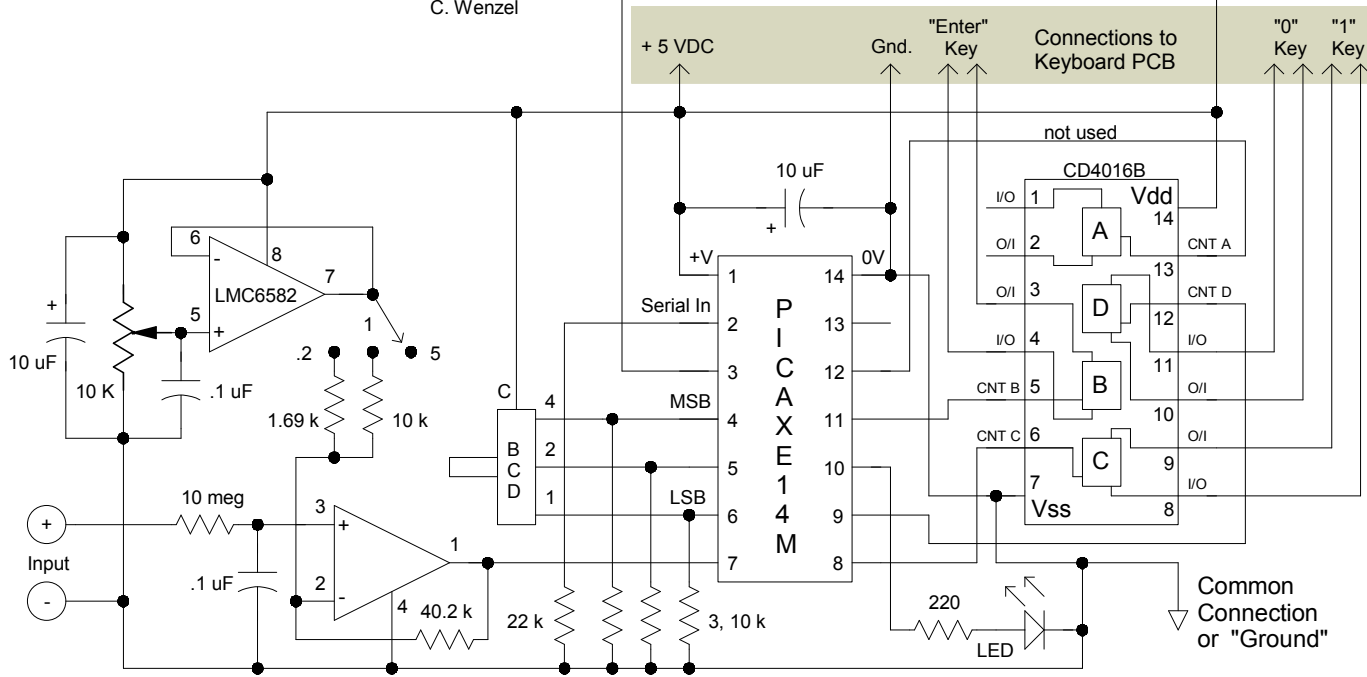 C. Wenzel
+ 5 VDC
Gnd.
"Enter"
Key
Connections to
Keyboard PCB
"0"
Key
"1"
Key
not used
10 uF
+
CD4016B
I/O
1
Vdd
14
A
O/I
2
CNT A
13
O/I
3
D
CNT D
12
I/O
4
I/O
11
B
CNT B
5
O/I
10
CNT C
6
O/I
C
9
7
I/O
Vss
8
6
-
8
7
LMC6582
5
+
+
10 uF
10 K
.1 uF
1
.2
5
1.69 k
10 k
+V
1
14
0V
Serial In
2
13
3
12
MSB
4
11
5
10
LSB
6
9
7
8
P
I
C
A
X
E
1
4
M
C
4
B
C
D
2
1
10 meg
+
Input
-
3
+
1
.1 uF
2
-
4
40.2 k
22 k
3, 10 k
220
LED
Common
Connection
or "Ground"